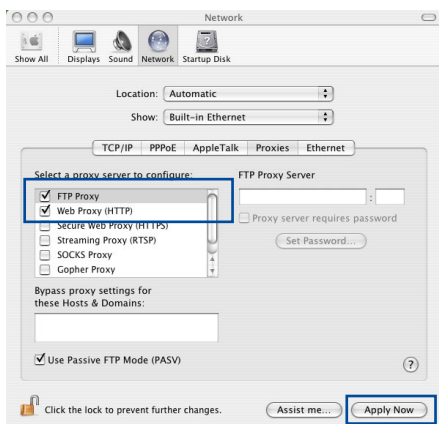 Network
Show All Displays Sound Network Startup Disk
Location: Automatic
Show: Built-in Ethernet
TCP/IP PPPoE AppleTalk Proxies Ethernet
Select a proxy server to configure:
FTP Proxy
Web Proxy (HTTP)
Secure Web Proxy (HTTPS)
Streaming Proxy (RTSP)
SOCKS Proxy
Gopher Proxy
FTP Proxy Server
:
Proxy server requires password
Set Password...
Bypass proxy settings for
these Hosts & Domains:
Use Passive FTP Mode (PASV)
?
Click the lock to prevent further changes.
Assist me... Apply Now